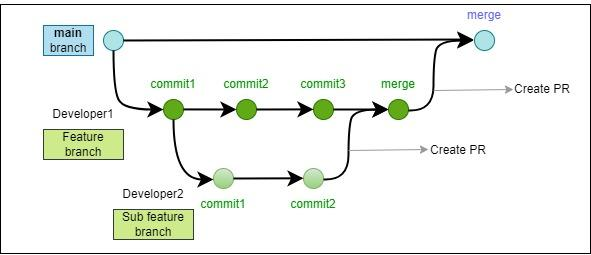 merge
main
branch
commit1
commit2
commit3
merge
Create PR
Developer1
Feature
branch
Create PR
Developer2
commit1
commit2
Sub feature
branch